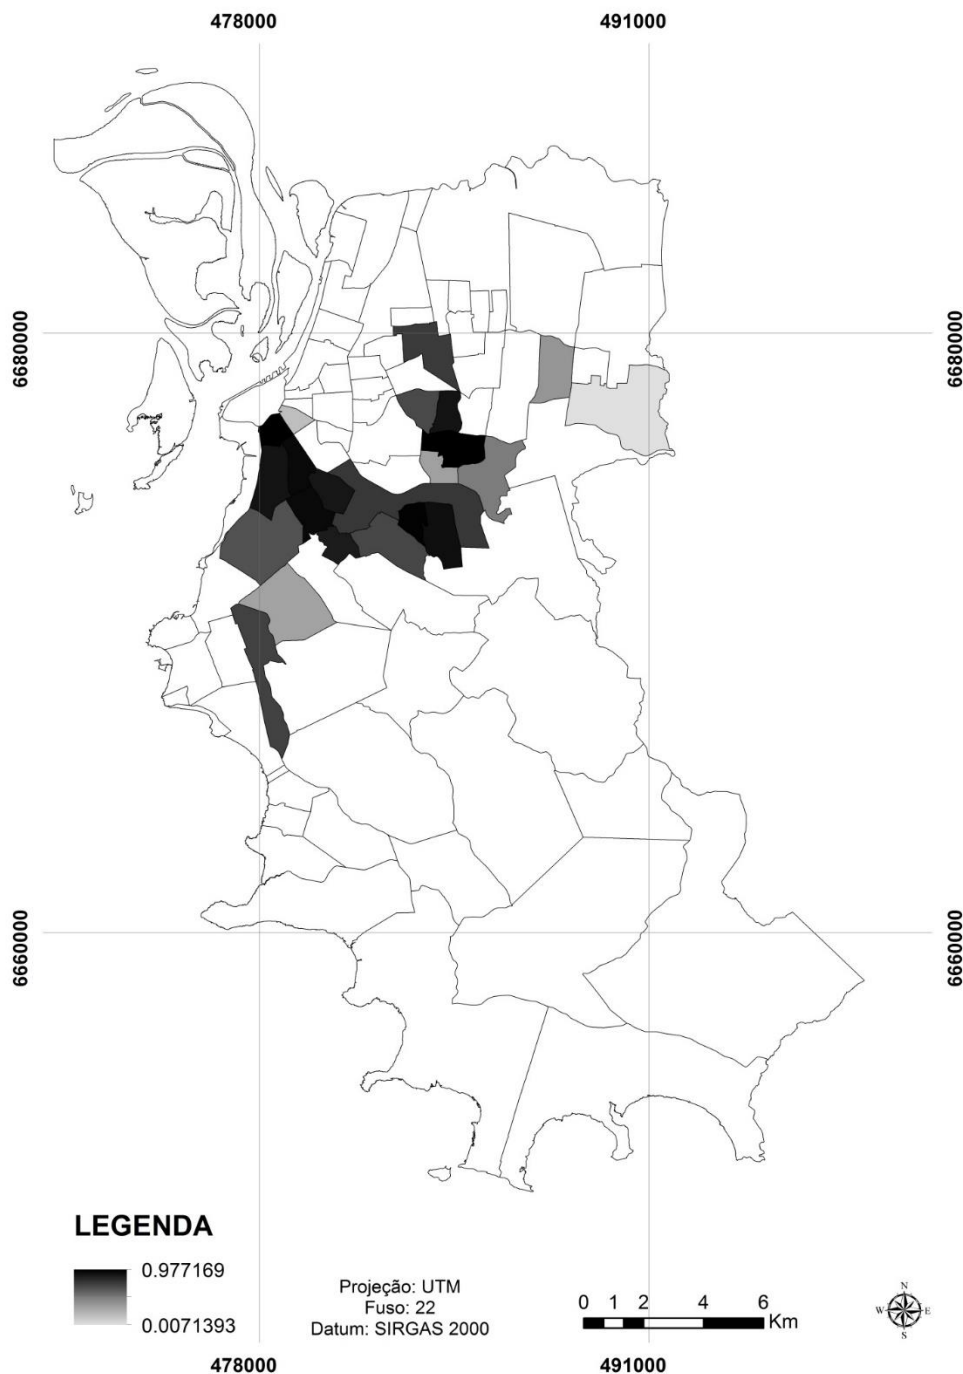 478000 491000
6680000 6680000
6660000 6660000
LEGENDA
0.977169
0.0071393
Projeção: UTM
Fuso: 22
Datum: SIRGAS 2000
0 1 2 4 6
Km
N
W E
S
478000 491000